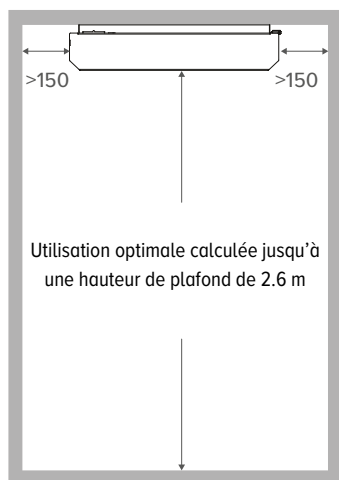 >150
>150
Utilisation optimale calculée jusqu'à
une hauteur de plafond de 2.6 m